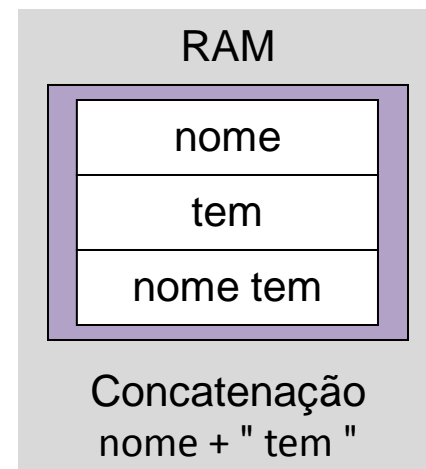 RAM
nome
tem
nome tem
Concatenação
nome + " tem "